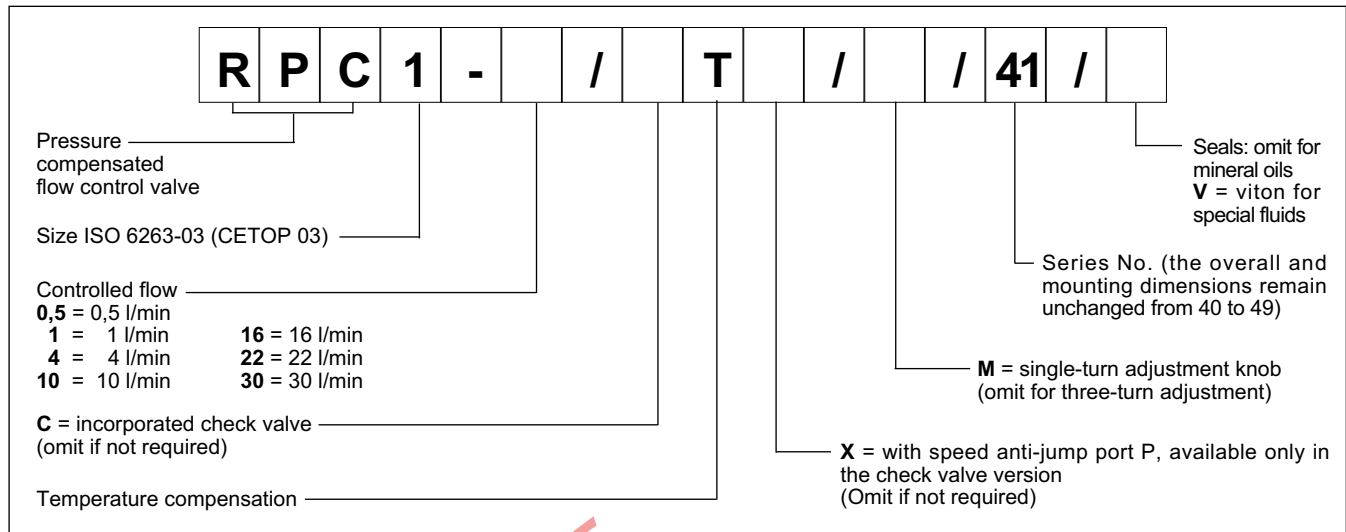 R P C 1 - / T / / 41 /
Pressure
compensated
flow control valve
Size ISO 6263-03 (CETOP 03)
Controlled flow
0,5 = 0,5 l/min
1 = 1 l/min
4 = 4 l/min
10 = 10 l/min
16 = 16 l/min
22 = 22 l/min
30 = 30 l/min
C = incorporated check valve
(omit if not required)
Temperature compensation
Seals: omit for
mineral oils
V = viton for
special fluids
Series No. (the overall and
mounting dimensions remain
unchanged from 40 to 49)
M = single-turn adjustment knob
(omit for three-turn adjustment)
X = with speed anti-jump port P, available only in
the check valve version
(Omit if not required)